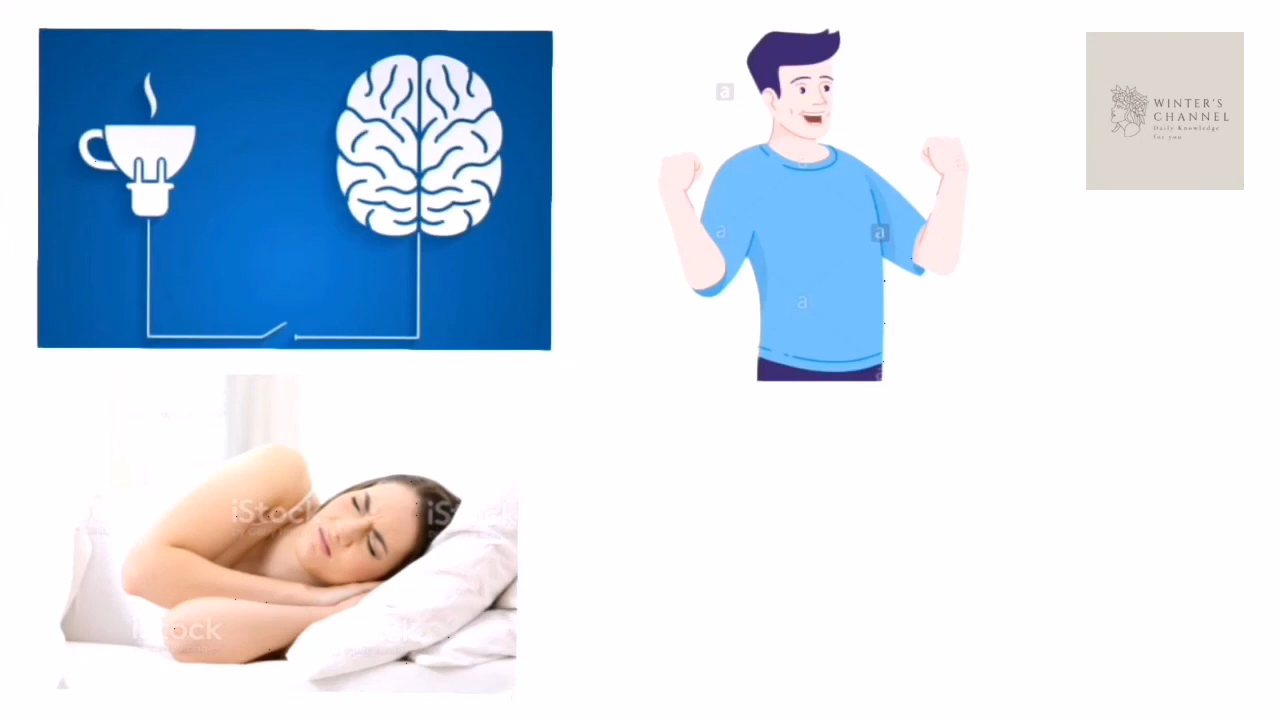 a
WINTER'S
CHANNEL
Daily Knowledge
for you
a
a
a
iStock
iStock
iStock